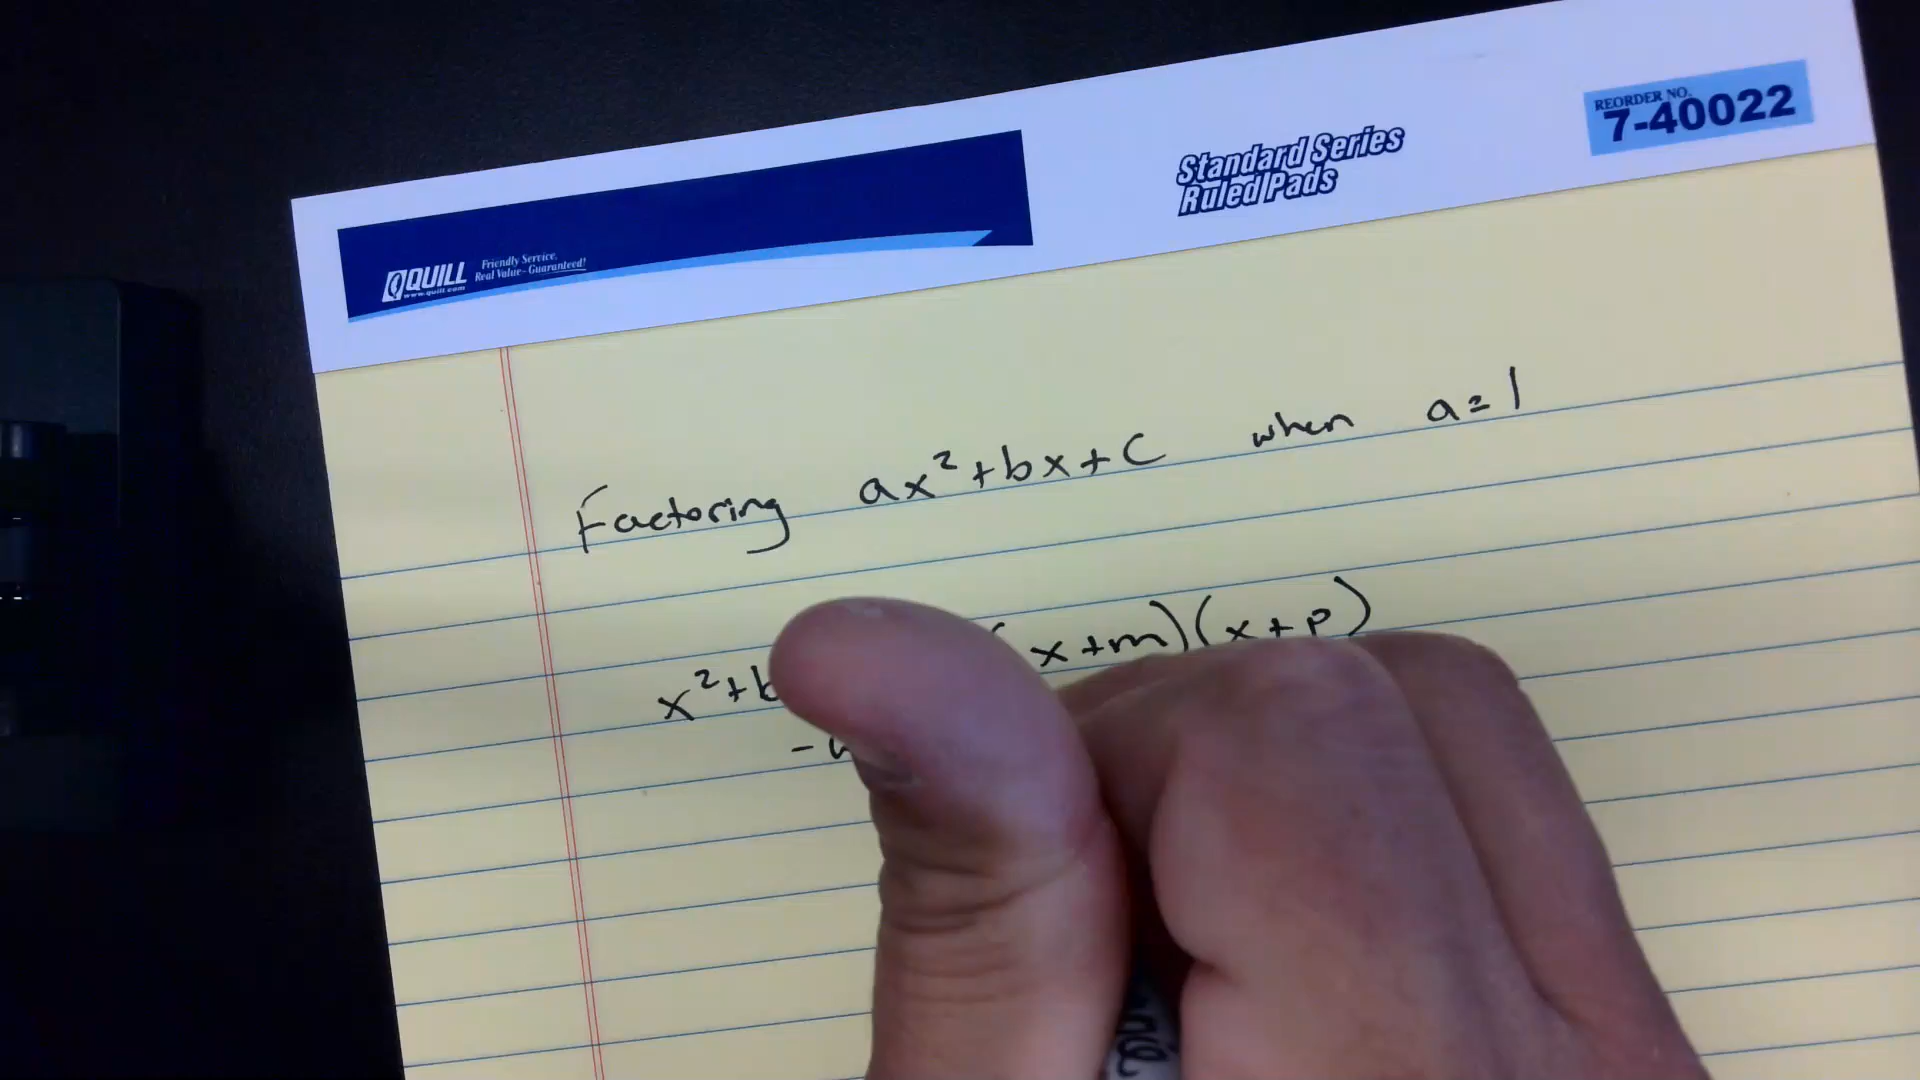 REORDER NO.
7-40022
Standard Series
Ruled Pads
QUILL
www.quill.com
Friendly Service,
Real Value - Guaranteed!
Factoring ax²+bx+c when a=1
x²+b (x+m)(x+p)
-